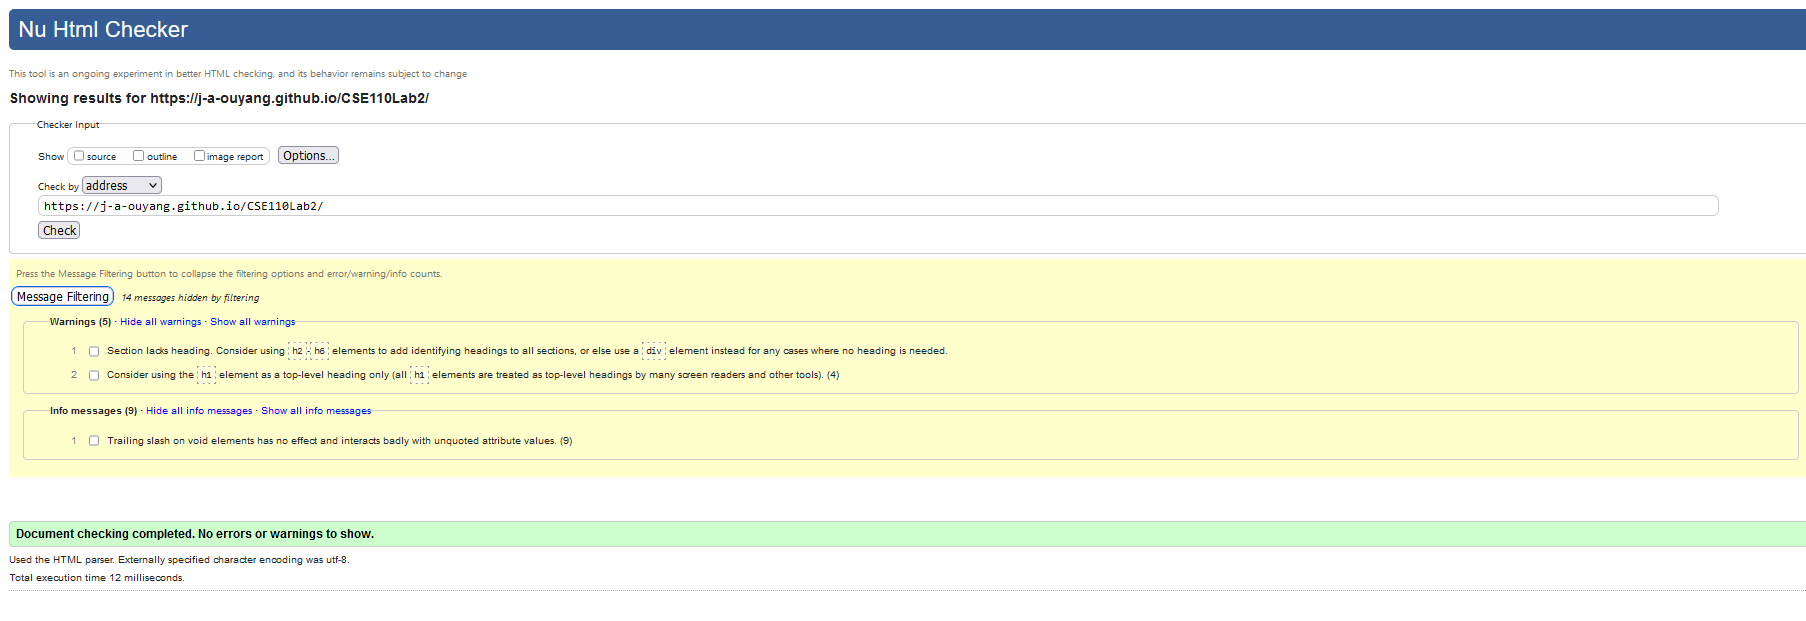 Nu Html Checker
This tool is an ongoing experiment in better HTML checking, and its behavior remains subject to change
Showing results for https://j-a-ouyang.github.io/CSE110Lab2/
Checker Input
Show source outline image report Options...
Check by address
https://j-a-ouyang.github.io/CSE110Lab2/
Check
Press the Message Filtering button to collapse the filtering options and error/warning/info counts.
Message Filtering 14 messages hidden by filtering
Warnings (5) · Hide all warnings · Show all warnings
1 Section lacks heading. Consider using h2-h6 elements to add identifying headings to all sections, or else use a div element instead for any cases where no heading is needed.
2 Consider using the h1 element as a top-level heading only (all h1 elements are treated as top-level headings by many screen readers and other tools). (4)
Info messages (9) · Hide all info messages · Show all info messages
1 Trailing slash on void elements has no effect and interacts badly with unquoted attribute values. (9)
Document checking completed. No errors or warnings to show.
Used the HTML parser. Externally specified character encoding was utf-8.
Total execution time 12 milliseconds.